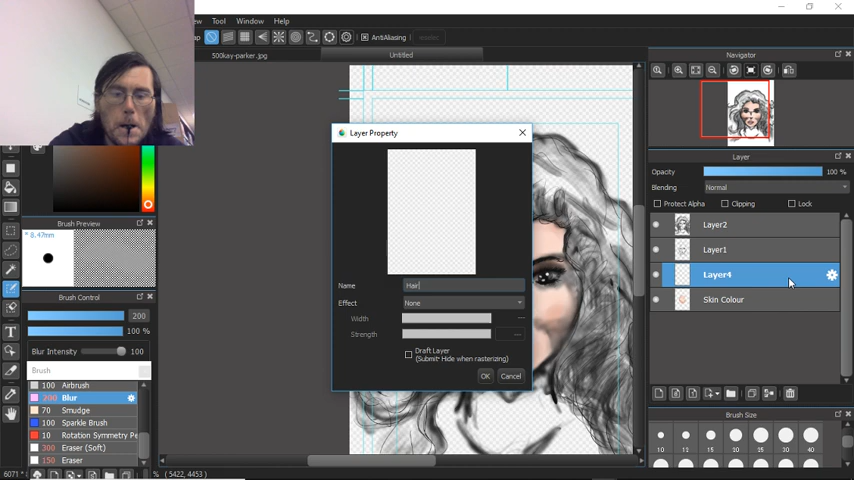 Tool Window Help
AntiAliasing reselec
500kay-parker.jpg
Untitled
Navigator
Layer Property
Layer
Opacity 100 %
Blending Normal
Protect Alpha Clipping Lock
Layer2
Layer1
Layer4
Skin Colour
Brush Preview
* 8.47mm
Brush Control
200
100 %
Blur Intensity 100
Brush
100 Airbrush
200 Blur
70 Smudge
100 Sparkle Brush
10 Rotation Symmetry Pe
300 Eraser (Soft)
150 Eraser
Name Hair
Effect None
Width
Strength
Draft Layer
(Submit・Hide when rasterizing)
OK Cancel
Brush Size
10 12 15 20 25 30 40
6071 *
% ( 5422, 4453 )